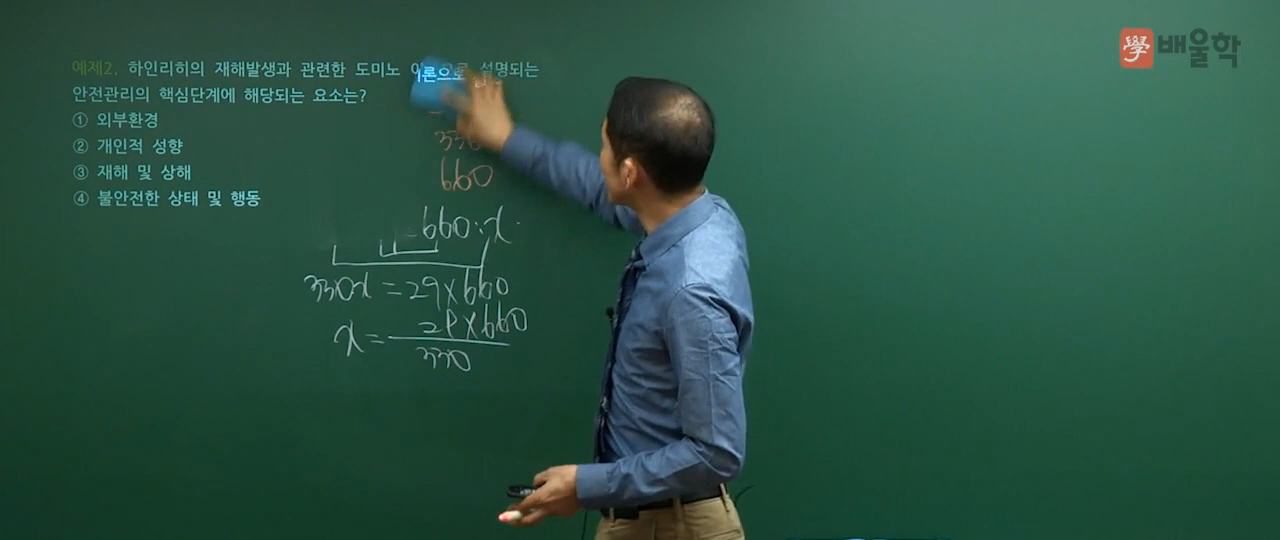 배울학
예제2. 하인리히의 재해발생과 관련한 도미노 이론으로 설명되는
안전관리의 핵심단계에 해당되는 요소는?
① 외부환경
② 개인적 성향
③ 재해 및 상해
④ 불안전한 상태 및 행동
330
660
= 660 : x
330x = 29 × 660
x = 29 × 660
330